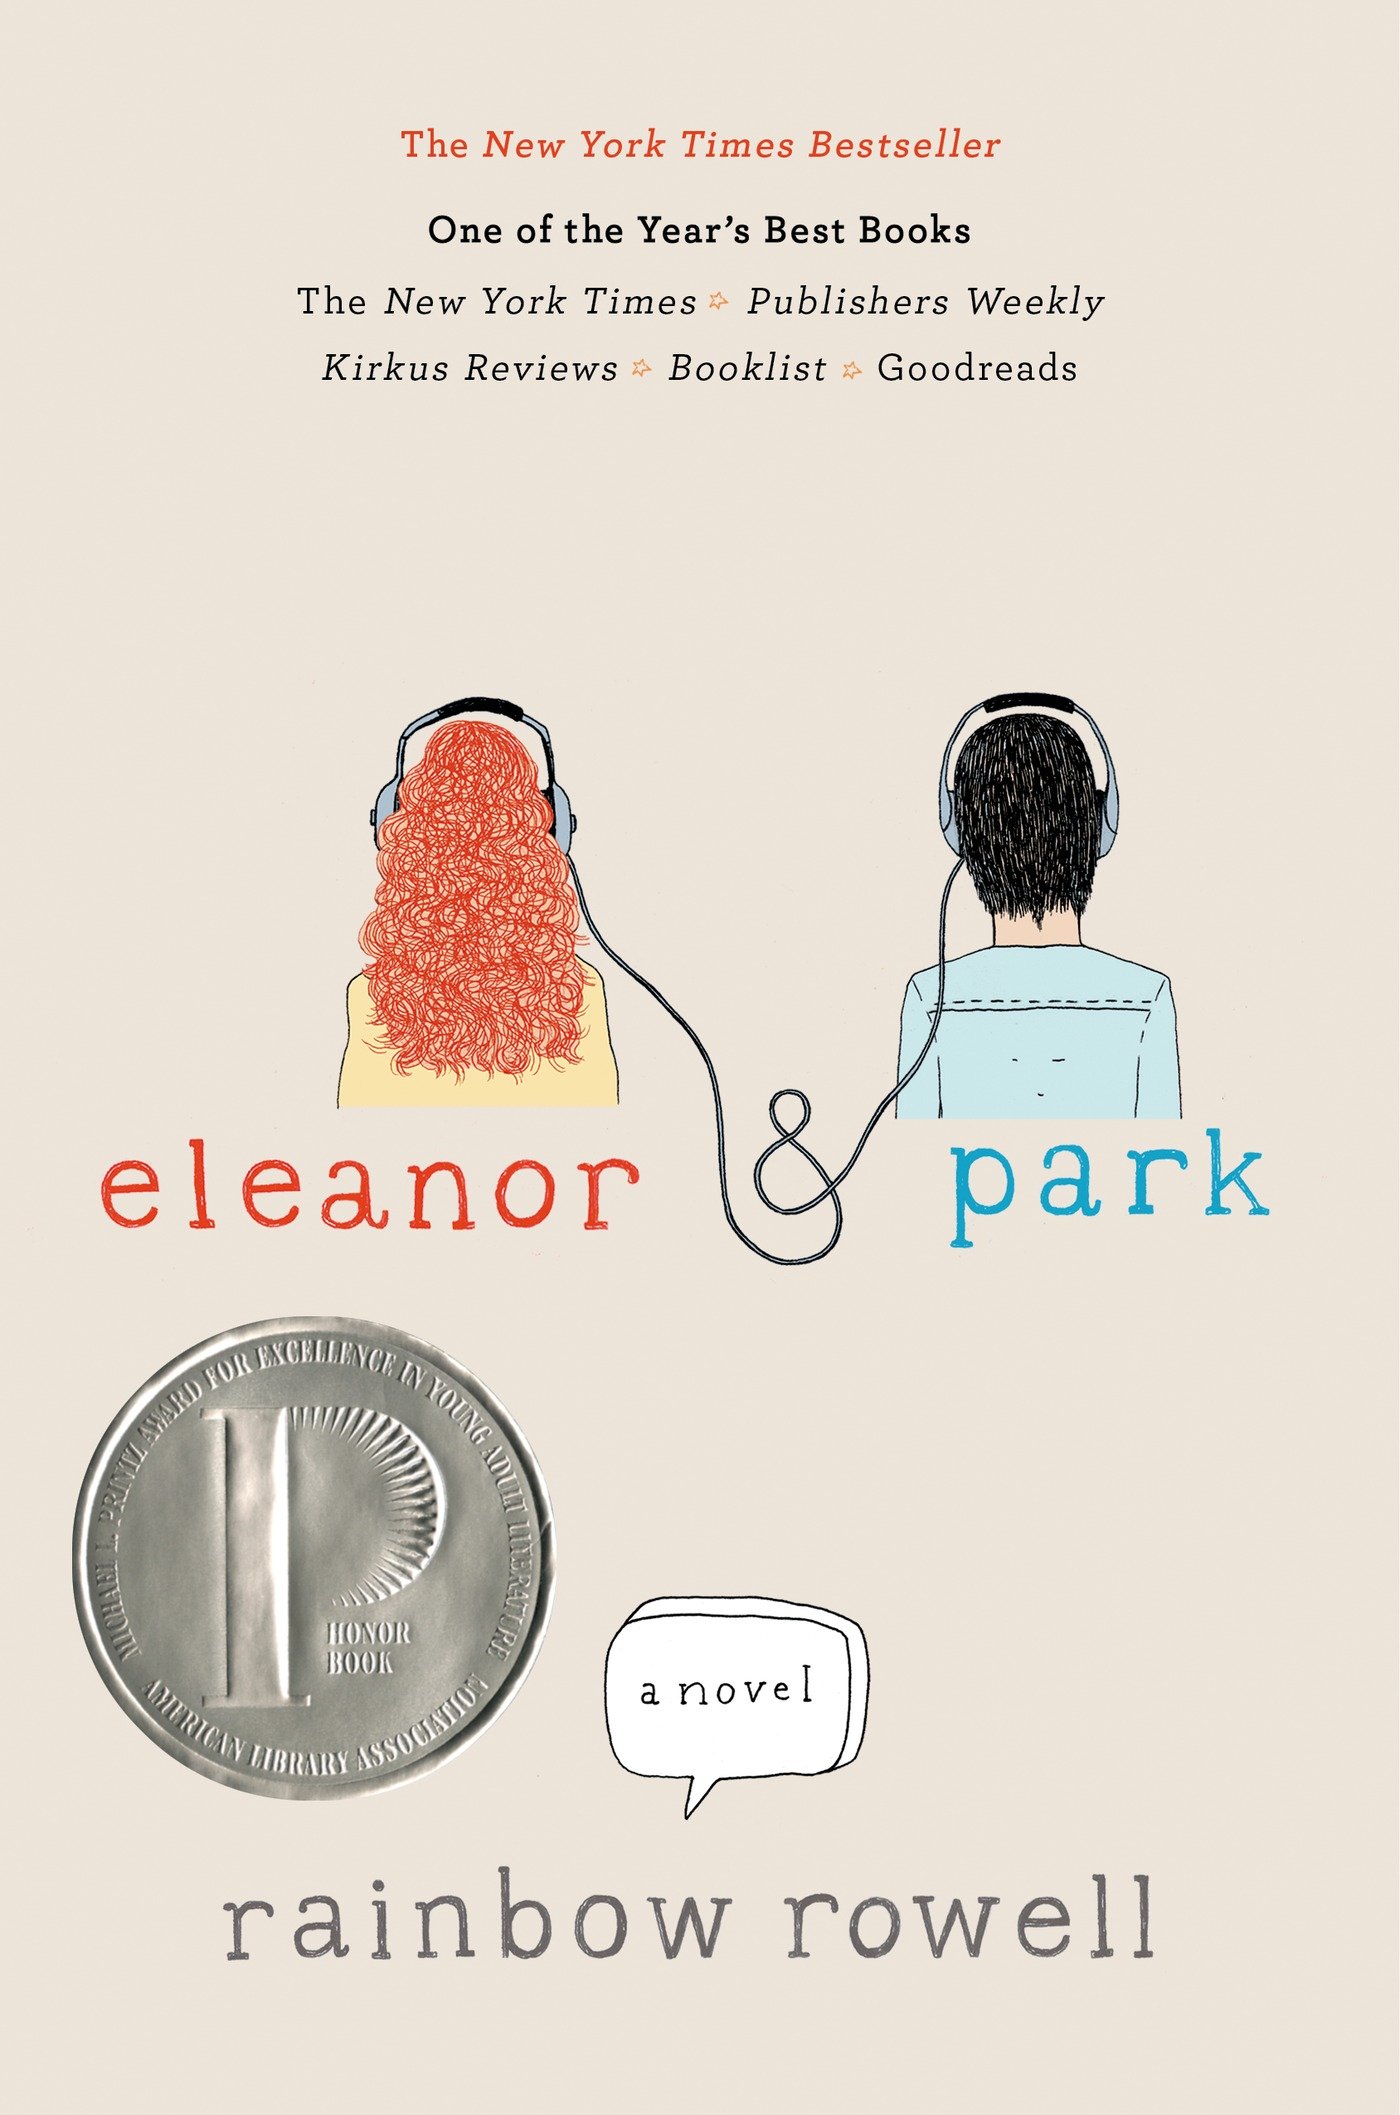 The New York Times Bestseller
One of the Year's Best Books
The New York Times ☆ Publishers Weekly
Kirkus Reviews ☆ Booklist ☆ Goodreads
eleanor & park
MICHAEL L. PRINTZ AWARD FOR EXCELLENCE IN YOUNG ADULT LITERATURE
P
HONOR
BOOK
AMERICAN LIBRARY ASSOCIATION
a novel
rainbow rowell